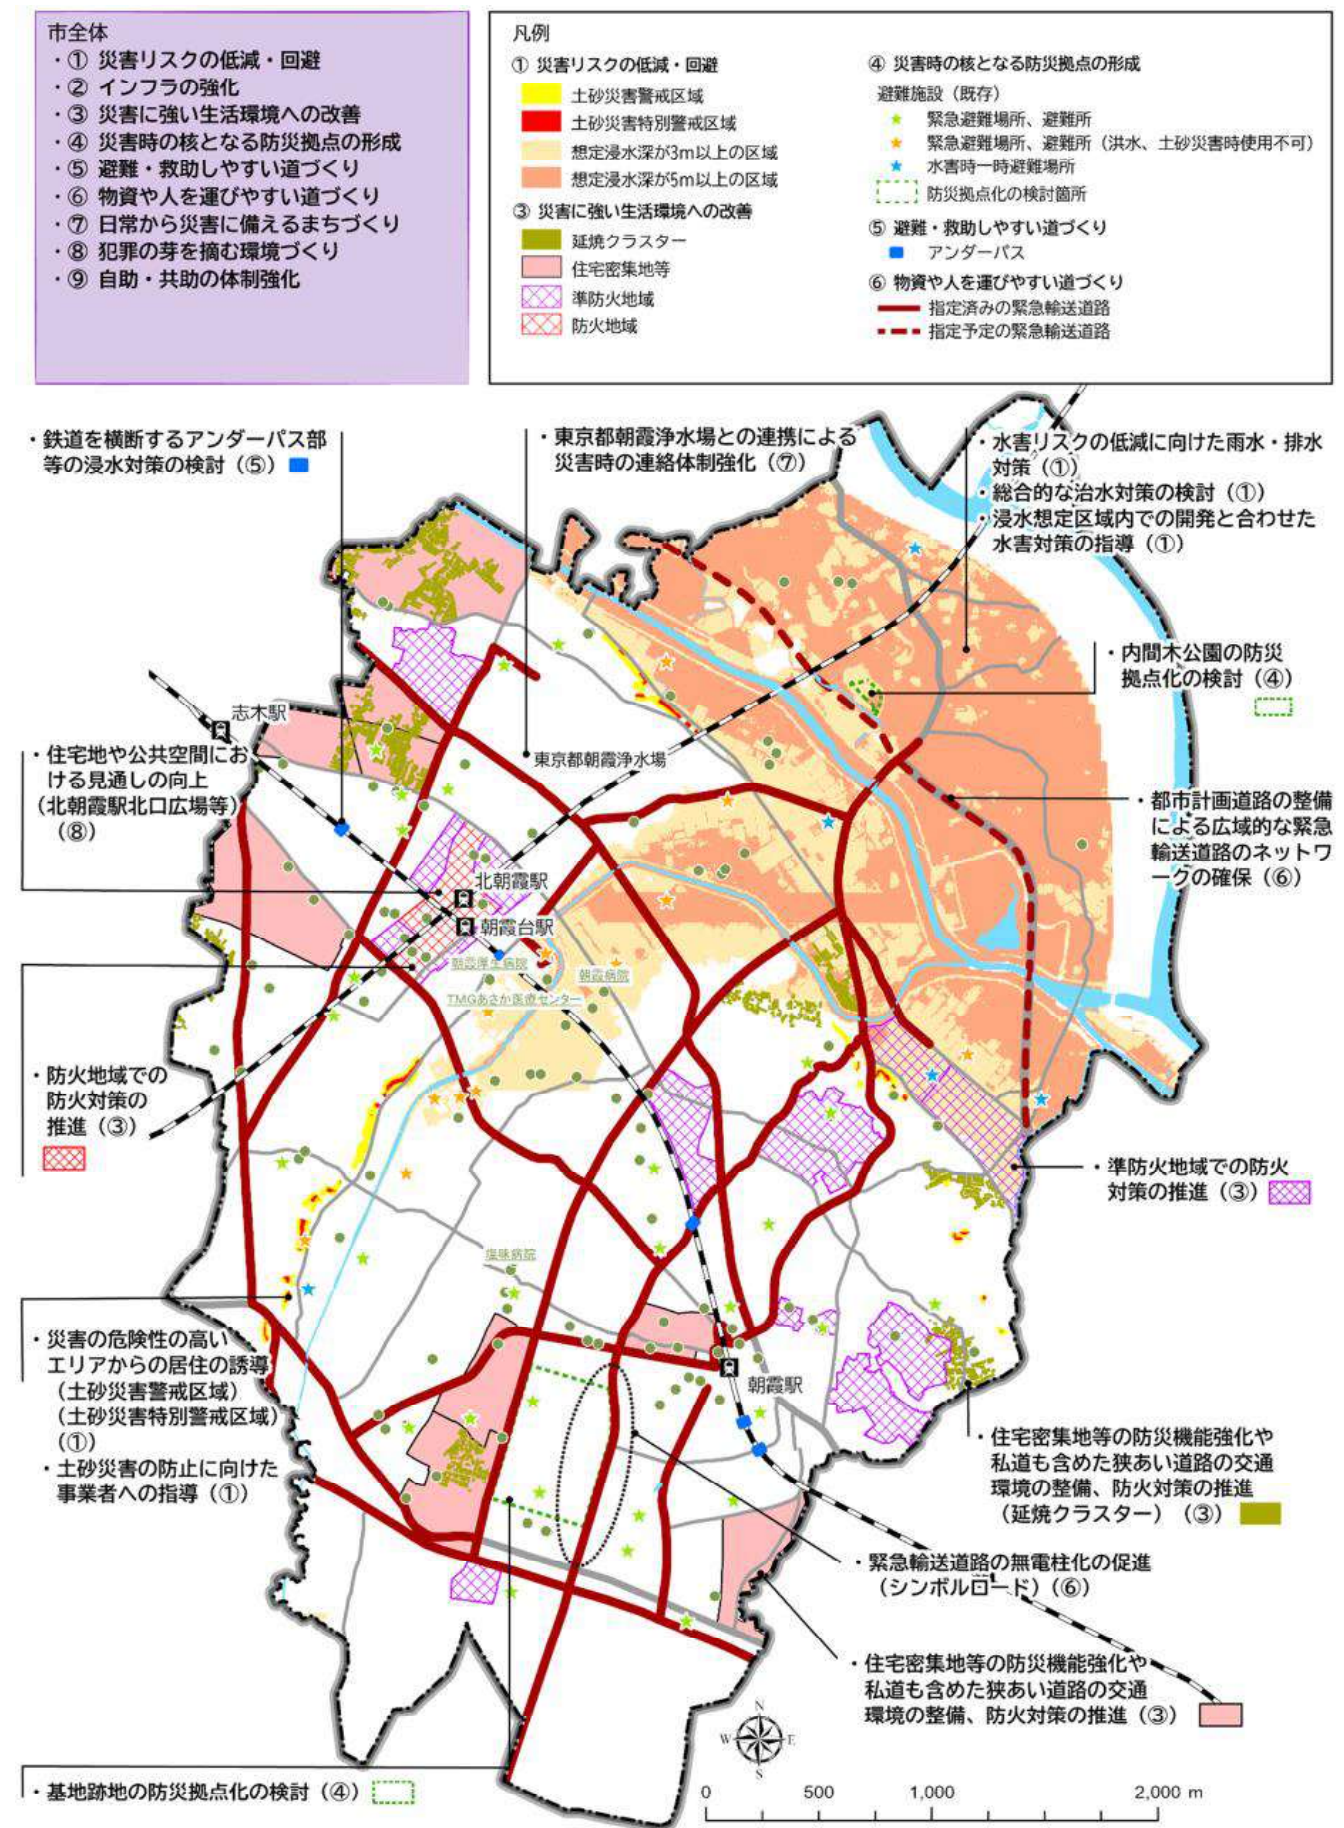 市全体
・① 災害リスクの低減・回避
・② インフラの強化
・③ 災害に強い生活環境への改善
・④ 災害時の核となる防災拠点の形成
・⑤ 避難・救助しやすい道づくり
・⑥ 物資や人を運びやすい道づくり
・⑦ 日常から災害に備えるまちづくり
・⑧ 犯罪の芽を摘む環境づくり
・⑨ 自助・共助の体制強化
凡例
① 災害リスクの低減・回避
土砂災害警戒区域
土砂災害特別警戒区域
想定浸水深が3m以上の区域
想定浸水深が5m以上の区域
③ 災害に強い生活環境への改善
延焼クラスター
住宅密集地等
準防火地域
防火地域
④ 災害時の核となる防災拠点の形成
避難施設（既存）
緊急避難場所、避難所
緊急避難場所、避難所（洪水、土砂災害時使用不可）
水害時一時避難場所
防災拠点化の検討箇所
⑤ 避難・救助しやすい道づくり
アンダーパス
⑥ 物資や人を運びやすい道づくり
指定済みの緊急輸送道路
指定予定の緊急輸送道路
・鉄道を横断するアンダーパス部
等の浸水対策の検討（⑤）
・東京都朝霞浄水場との連携による
災害時の連絡体制強化（⑦）
・水害リスクの低減に向けた雨水・排水
対策（①）
・総合的な治水対策の検討（①）
・浸水想定区域内での開発と合わせた
水害対策の指導（①）
・内間木公園の防災
拠点化の検討（④）
志木駅
・住宅地や公共空間にお
ける見通しの向上
（北朝霞駅北口広場等）
（⑧）
東京都朝霞浄水場
・都市計画道路の整備
による広域的な緊急
輸送道路のネットワ
ークの確保（⑥）
北朝霞駅
朝霞台駅
朝霞厚生病院
朝霞病院
TMGあさか医療センター
・防火地域での
防火対策の
推進（③）
・準防火地域での防火
対策の推進（③）
塩味病院
・災害の危険性の高い
エリアからの居住の誘導
（土砂災害警戒区域）
（土砂災害特別警戒区域）
（①）
・土砂災害の防止に向けた
事業者への指導（①）
朝霞駅
・住宅密集地等の防災機能強化や
私道も含めた狭あい道路の交通
環境の整備、防火対策の推進
（延焼クラスター）（③）
・緊急輸送道路の無電柱化の促進
（シンボルロード）（⑥）
・住宅密集地等の防災機能強化や
私道も含めた狭あい道路の交通
環境の整備、防火対策の推進（③）
N
W E
S
・基地跡地の防災拠点化の検討（④）
0 500 1,000 2,000 m